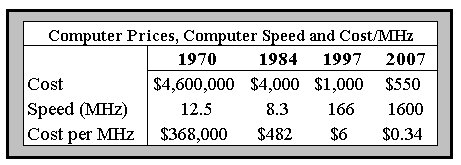 Computer Prices, Computer Speed and Cost/MHz
1970 1984 1997 2007
Cost $4,600,000 $4,000 $1,000 $550
Speed (MHz) 12.5 8.3 166 1600
Cost per MHz $368,000 $482 $6 $0.34